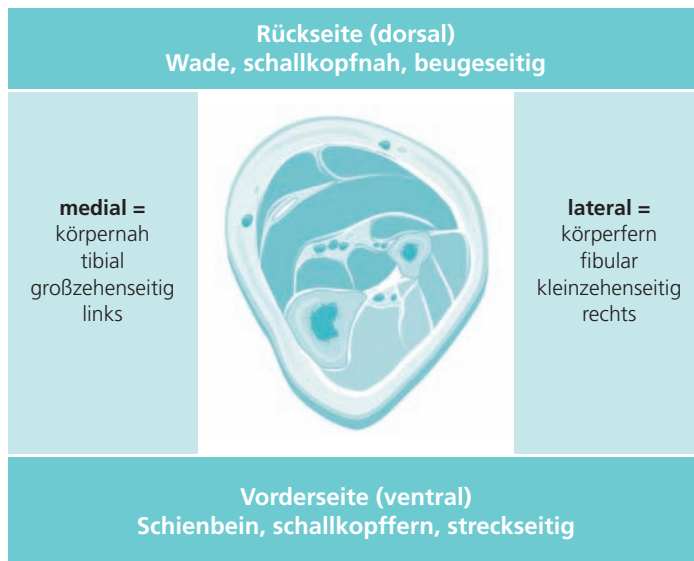 Rückseite (dorsal)
Wade, schallkopfnah, beugeseitig
medial =
körpernah
tibial
großzehenseitig
links
lateral =
körperfern
fibular
kleinzehenseitig
rechts
Vorderseite (ventral)
Schienbein, schallkopffern, streckseitig